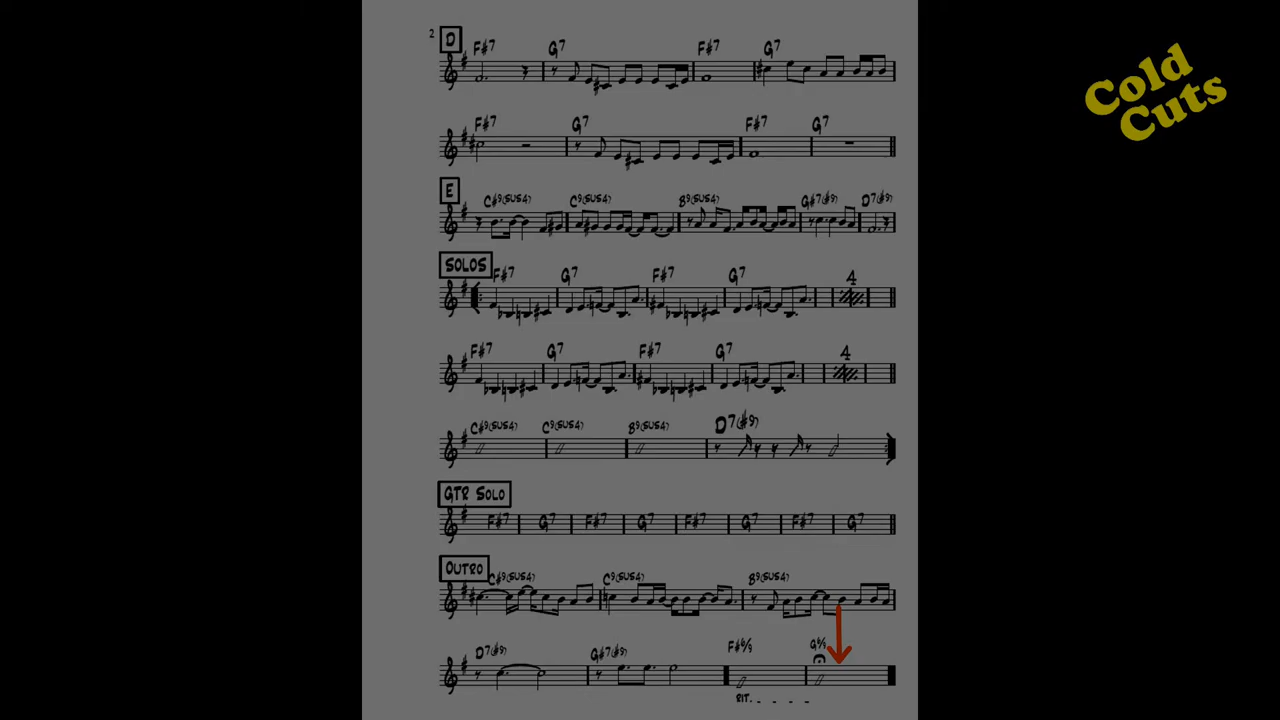 2
D
F#7 G7 F#7 G7
F#7 G7 F#7 G7
E
C#9(SUS4) C9(SUS4) B9(SUS4) G#7(#9) D7(#9)
SOLOS
F#7 G7 F#7 G7 4
F#7 G7 F#7 G7 4
C#9(SUS4) C9(SUS4) B9(SUS4) D7(#9)
GTR SOLO
F#7 G7 F#7 G7 F#7 G7 F#7 G7
OUTRO
C#9(SUS4) C9(SUS4) B9(SUS4)
D7(#9) G#7(#9) F#6/9 G6/9
RIT. - - - -
Cold
Cuts